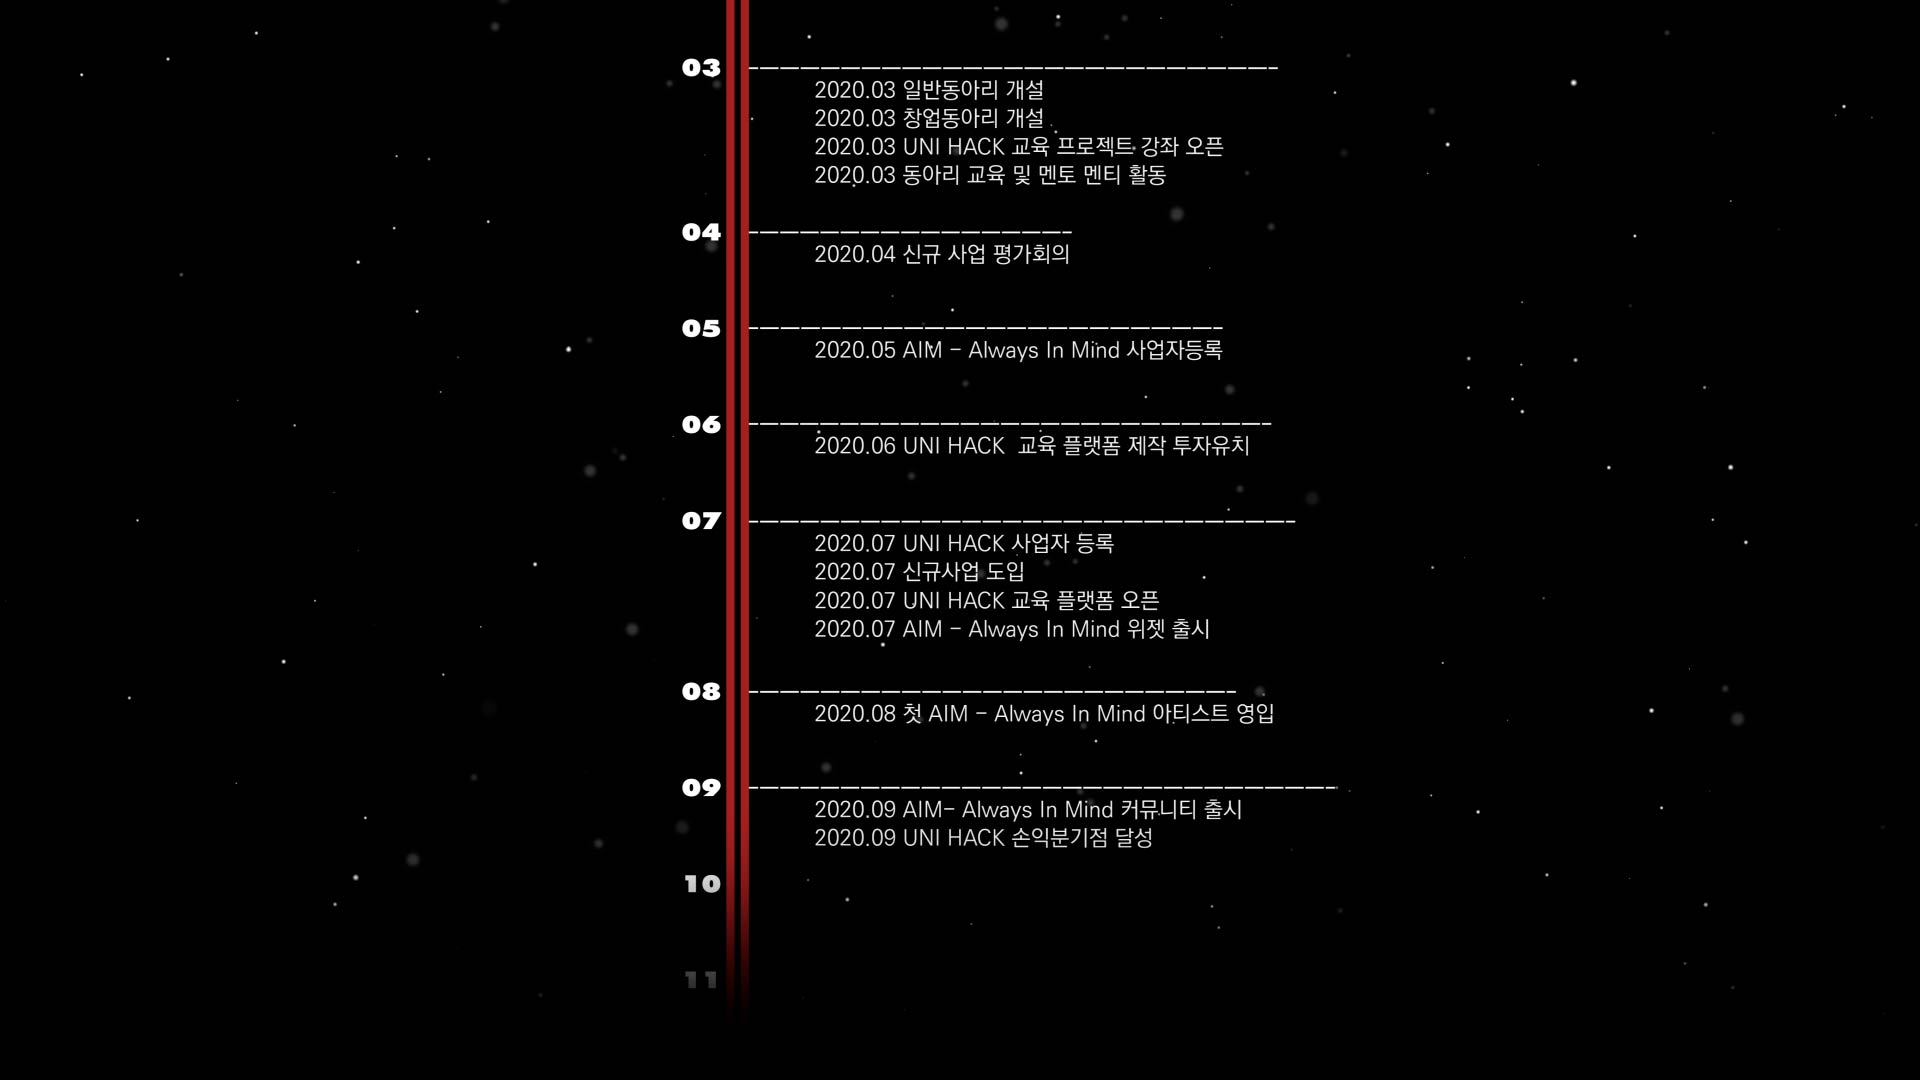 03
2020.03 일반동아리 개설
2020.03 창업동아리 개설
2020.03 UNI HACK 교육 프로젝트 강좌 오픈
2020.03 동아리 교육 및 멘토 멘티 활동
04
2020.04 신규 사업 평가회의
05
2020.05 AIM - Always In Mind 사업자등록
06
2020.06 UNI HACK  교육 플랫폼 제작 투자유치
07
2020.07 UNI HACK 사업자 등록
2020.07 신규사업 도입
2020.07 UNI HACK 교육 플랫폼 오픈
2020.07 AIM - Always In Mind 위젯 출시
08
2020.08 첫 AIM - Always In Mind 아티스트 영입
09
2020.09 AIM- Always In Mind 커뮤니티 출시
2020.09 UNI HACK 손익분기점 달성
10
11